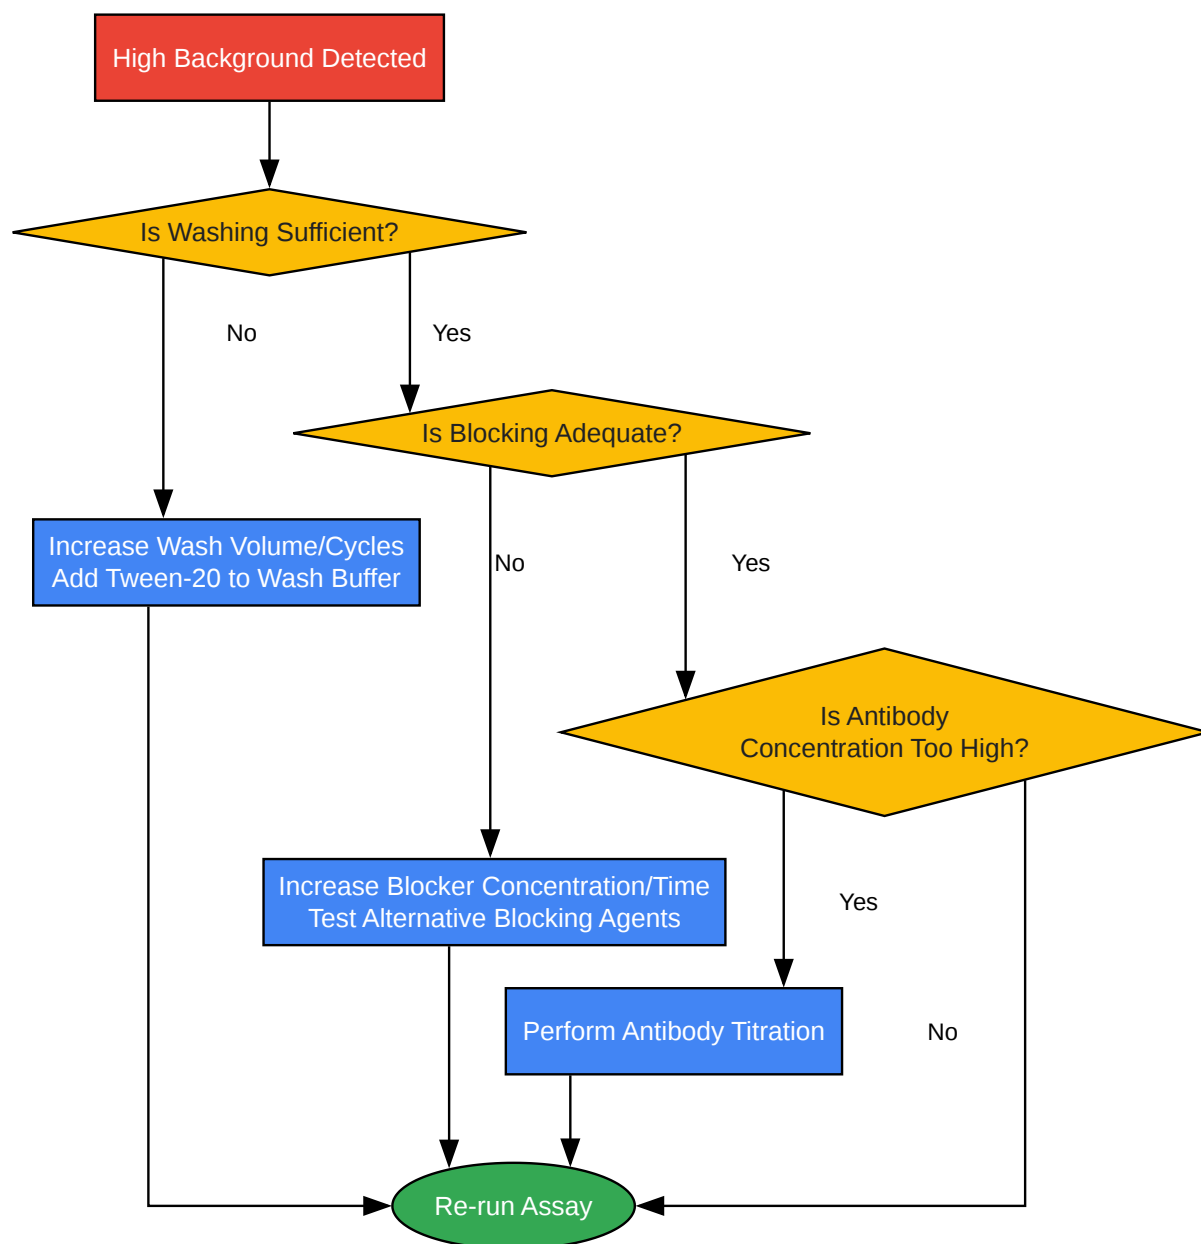 High Background Detected
Is Washing Sufficient?
No
Yes
Is Blocking Adequate?
Increase Wash Volume/Cycles
Add Tween-20 to Wash Buffer
No
Yes
Is Antibody
Concentration Too High?
Increase Blocker Concentration/Time
Test Alternative Blocking Agents
Yes
Perform Antibody Titration
No
Re-run Assay